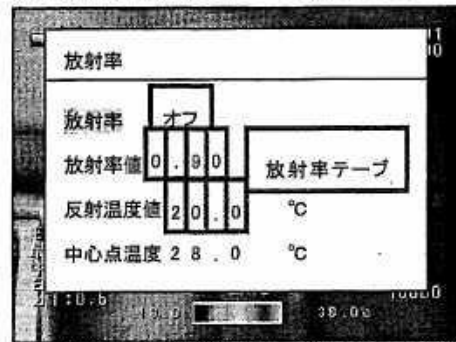 放射率
放射率 オフ
放射率値 0.90 放射率テープ
反射温度値 20.0 ℃
中心点温度 28.0 ℃